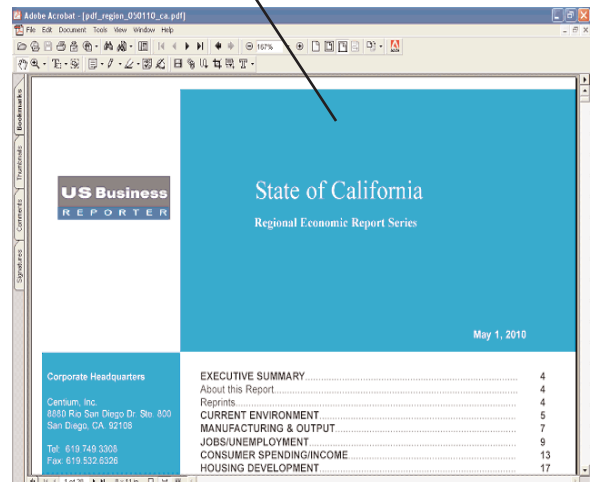 Adobe Acrobat - [pdf_region_050110_ca.pdf]
File Edit Document Tools View Window Help
167%
Bookmarks
Thumbnails
Comments
Signatures
US Business
REPORTER
State of California
Regional Economic Report Series
May 1, 2010
Corporate Headquarters
Centium, Inc.
8880 Rio San Diego Dr. Ste. 800
San Diego, CA. 92108
Tel: 619.749.3308
Fax: 619.532.6326
EXECUTIVE SUMMARY 4
About this Report 4
Reprints 4
CURRENT ENVIRONMENT 5
MANUFACTURING & OUTPUT 7
JOBS/UNEMPLOYMENT 9
CONSUMER SPENDING/INCOME 13
HOUSING DEVELOPMENT 17